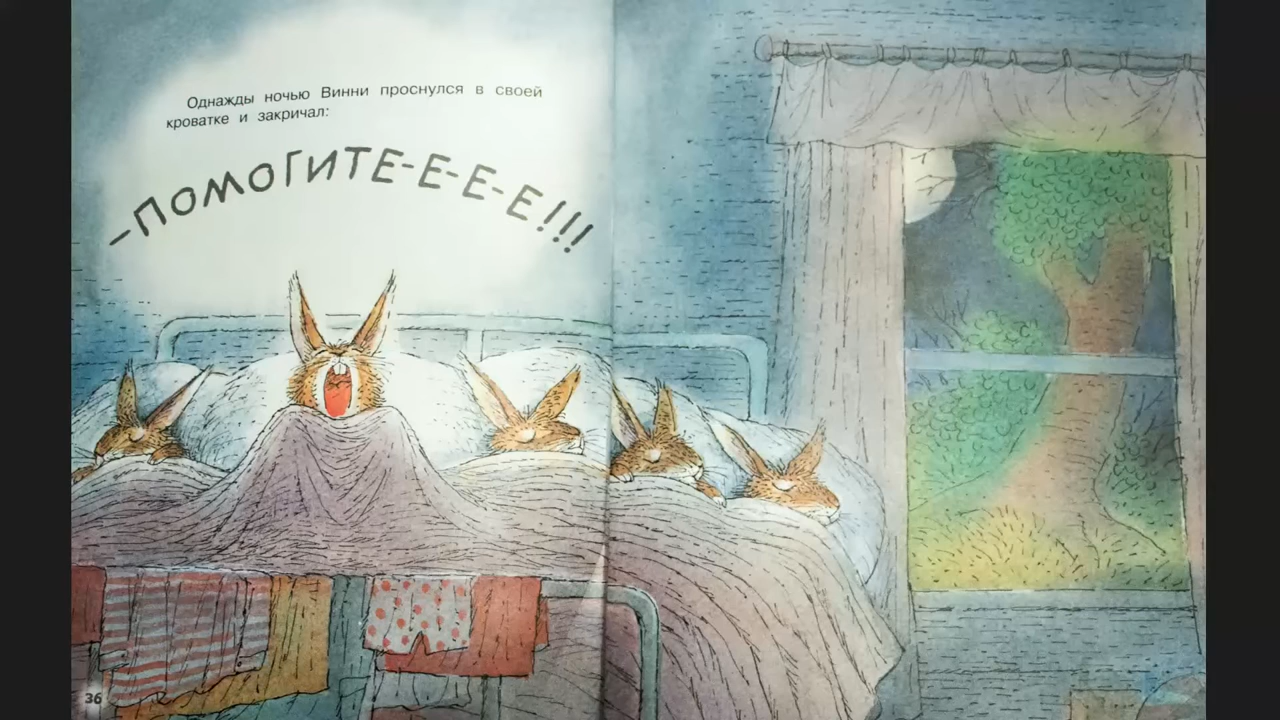 Однажды ночью Винни проснулся в своей
кроватке и закричал:
–ПОМОГИТЕ-Е-Е-Е!!!
36